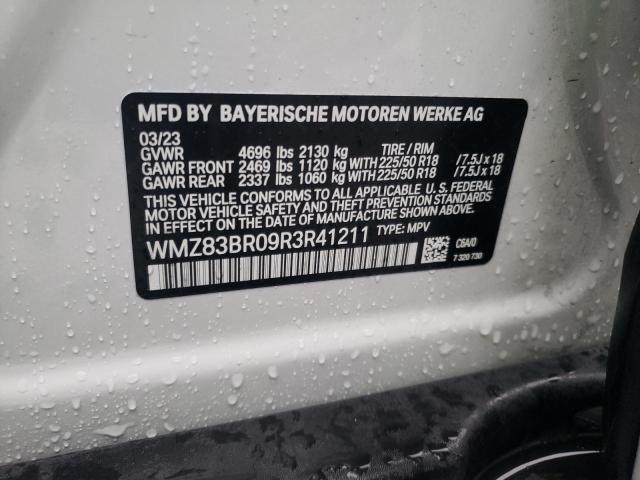 MFD BY BAYERISCHE MOTOREN WERKE AG
03/23
GVWR 4696 lbs 2130 kg TIRE / RIM
GAWR FRONT 2469 lbs 1120 kg WITH 225/50 R18 / 7.5J x 18
GAWR REAR 2337 lbs 1060 kg WITH 225/50 R18 / 7.5J x 18
THIS VEHICLE CONFORMS TO ALL APPLICABLE U. S. FEDERAL
MOTOR VEHICLE SAFETY AND THEFT PREVENTION STANDARDS
IN EFFECT ON THE DATE OF MANUFACTURE SHOWN ABOVE.
WMZ83BR09R3R41211 TYPE: MPV
C6A/0
7 320 730